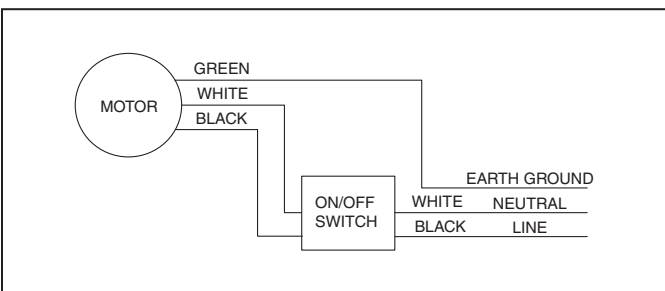 GREEN
WHITE
MOTOR
BLACK
EARTH GROUND
ON/OFF
SWITCH
WHITE NEUTRAL
BLACK LINE